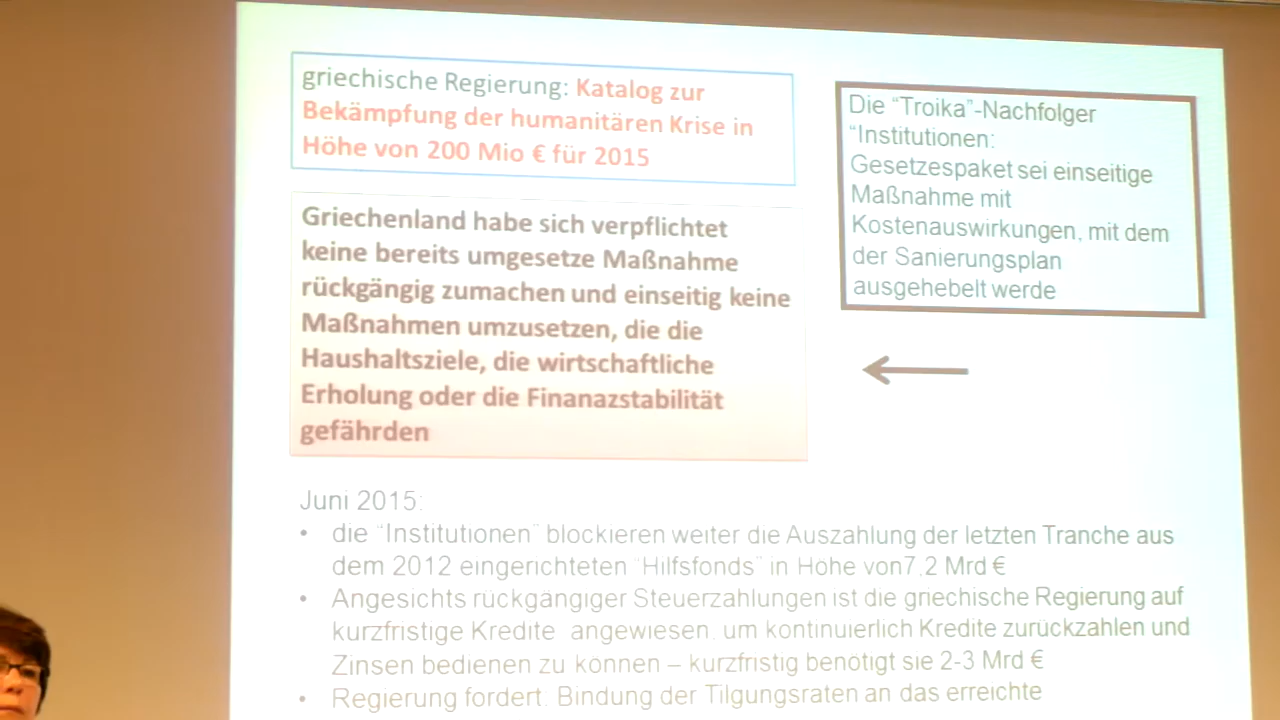 griechische Regierung: Katalog zur
Bekämpfung der humanitären Krise in
Höhe von 200 Mio € für 2015
Die “Troika”-Nachfolger
“Institutionen:
Gesetzespaket sei einseitige
Maßnahme mit
Kostenauswirkungen, mit dem
der Sanierungsplan
ausgehebelt werde
Griechenland habe sich verpflichtet
keine bereits umgesetze Maßnahme
rückgängig zumachen und einseitig keine
Maßnahmen umzusetzen, die die
Haushaltsziele, die wirtschaftliche
Erholung oder die Finanazstabilität
gefährden
Juni 2015:
• die “Institutionen” blockieren weiter die Auszahlung der letzten Tranche aus
dem 2012 eingerichteten “Hilfsfonds” in Höhe von7,2 Mrd €
• Angesichts rückgängiger Steuerzahlungen ist die griechische Regierung auf
kurzfristige Kredite angewiesen, um kontinuierlich Kredite zurückzahlen und
Zinsen bedienen zu können – kurzfristig benötigt sie 2-3 Mrd €
• Regierung fordert: Bindung der Tilgungsraten an das erreichte